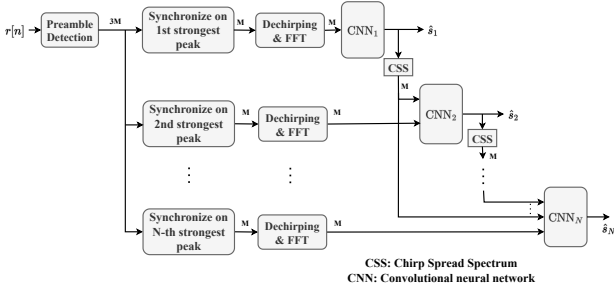 r[n]
Preamble
Detection
3M
Synchronize on
1st strongest
peak
M
Dechirping
& FFT
M
CNN₁
ŝ₁
CSS
M
Synchronize on
2nd strongest
peak
M
Dechirping
& FFT
M
CNN₂
ŝ₂
CSS
M
Synchronize on
N-th strongest
peak
M
Dechirping
& FFT
M
CNN_N
ŝ_N
CSS: Chirp Spread Spectrum
CNN: Convolutional neural network